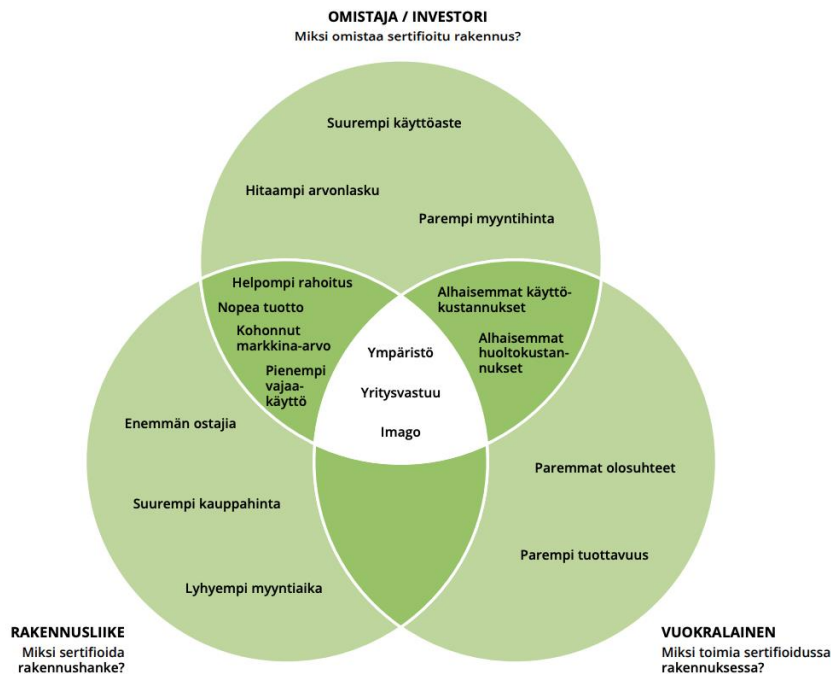 OMISTAJA / INVESTORI
Miksi omistaa sertifioitu rakennus?
Suurempi käyttöaste
Hitaampi arvonlasku
Parempi myyntihinta
Helpompi rahoitus
Nopea tuotto
Kohonnut
markkina-arvo
Pienempi
vajaa-
käyttö
Alhaisemmat käyttö-
kustannukset
Alhaisemmat
huoltokustan-
nukset
Ympäristö
Yritysvastuu
Imago
Enemmän ostajia
Suurempi kauppahinta
Lyhyempi myyntiaika
Paremmat olosuhteet
Parempi tuottavuus
RAKENNUSLIIKE
Miksi sertifioida
rakennushanke?
VUOKRALAINEN
Miksi toimia sertifioidussa
rakennuksessa?